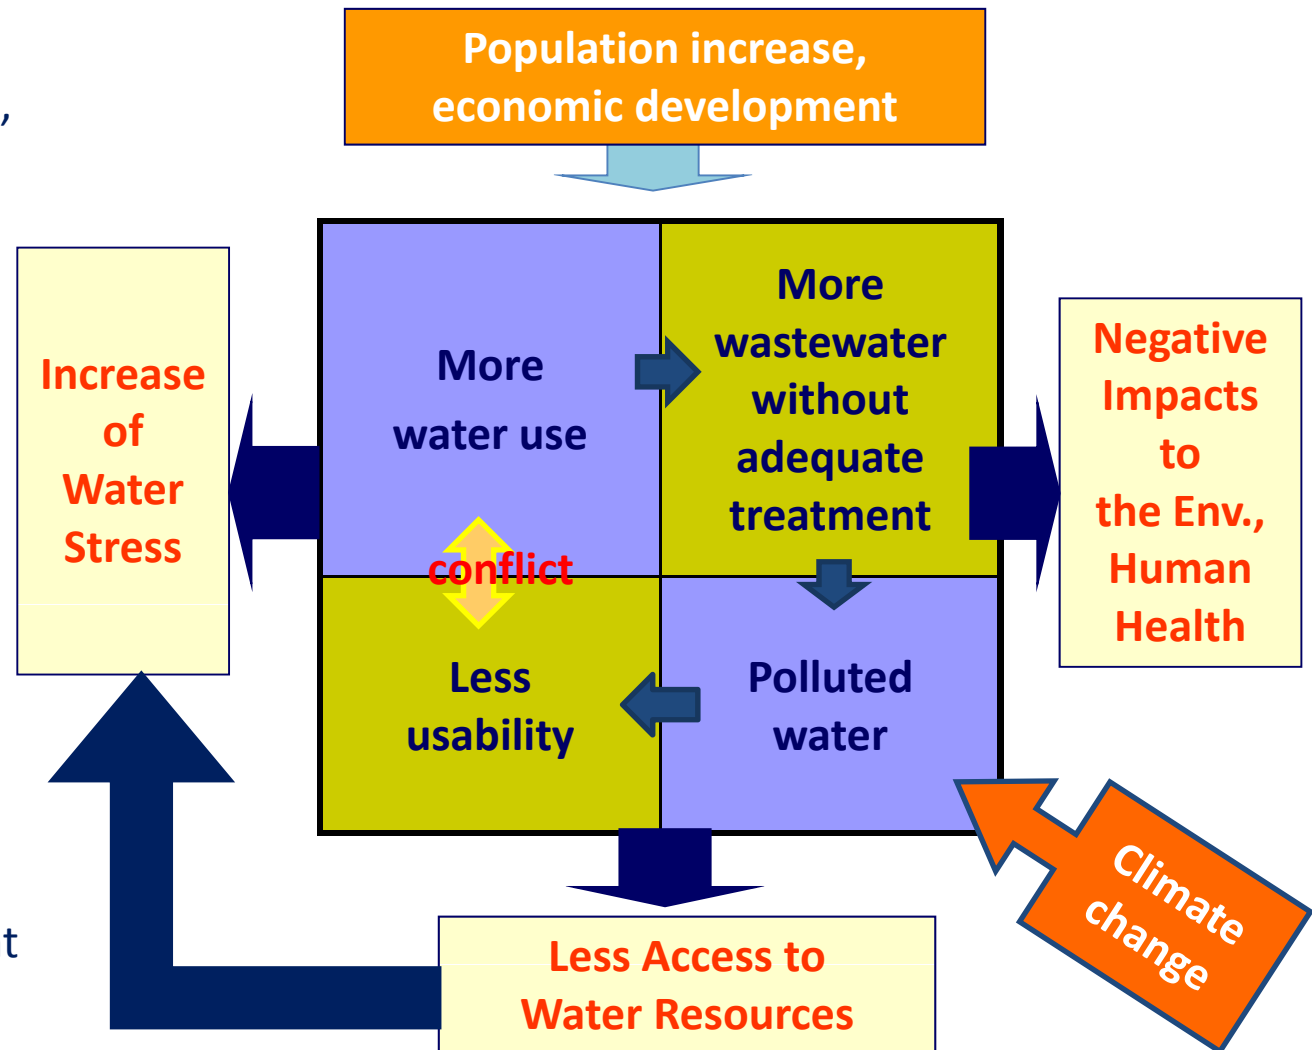 Population increase,
economic development
,
Increase
of
Water
Stress
More
water use
More
wastewater
without
adequate
treatment
Negative
Impacts
to
the Env.,
Human
Health
conflict
Less
usability
Polluted
water
Climate
change
Less Access to
Water Resources